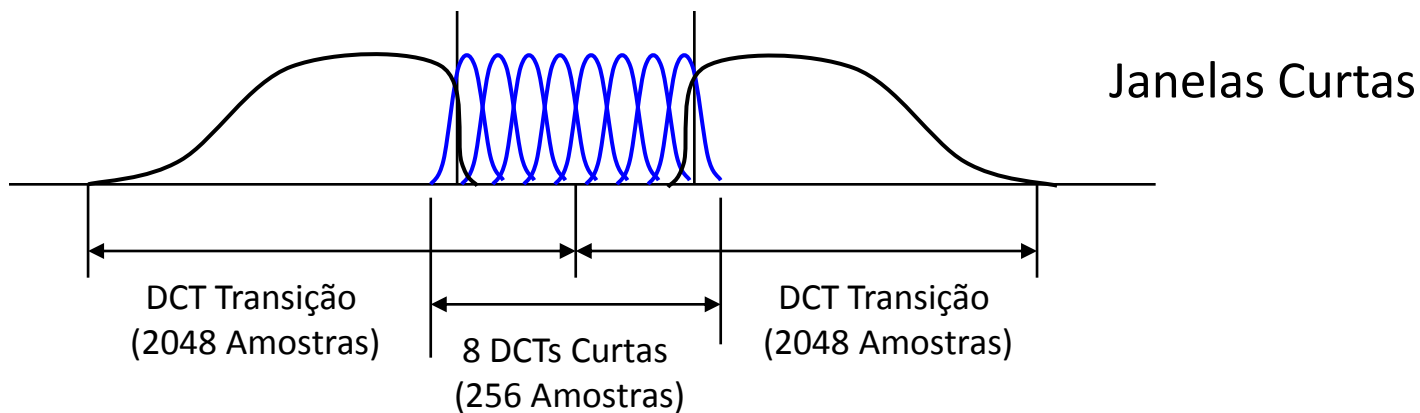 Janelas Curtas
DCT Transição
(2048 Amostras)
8 DCTs Curtas
(256 Amostras)
DCT Transição
(2048 Amostras)